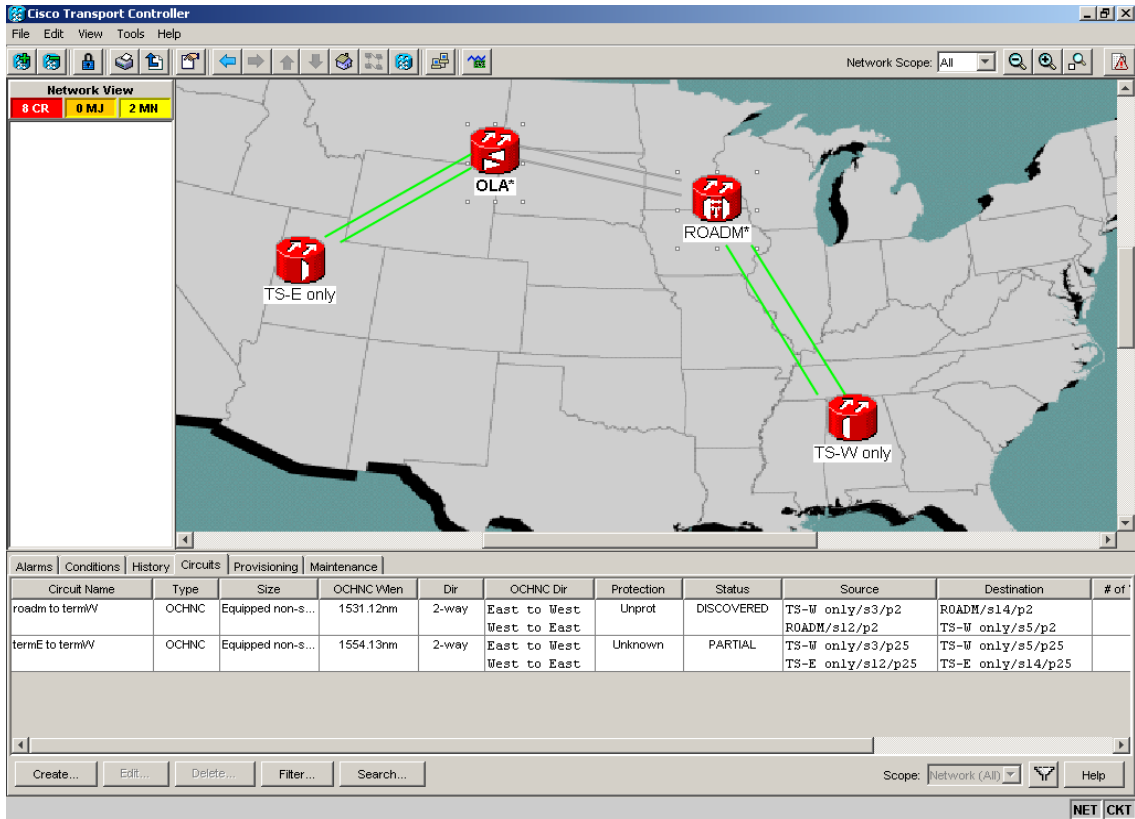 Cisco Transport Controller
File Edit View Tools Help
Network Scope: All
Network View
8 CR 0 MJ 2 MN
OLA*
ROADM*
TS-E only
TS-W only
Alarms Conditions History Circuits Provisioning Maintenance
Circuit Name Type Size OCHNC Wlen Dir OCHNC Dir Protection Status Source Destination # of
roadm to termW OCHNC Equipped non-s... 1531.12nm 2-way East to West Unprot DISCOVERED TS-W only/s3/p2 ROADM/s14/p2
West to East ROADM/s12/p2 TS-W only/s5/p2
termE to termW OCHNC Equipped non-s... 1554.13nm 2-way East to West Unknown PARTIAL TS-W only/s3/p25 TS-W only/s5/p25
West to East TS-E only/s12/p25 TS-E only/s14/p25
Create... Edit... Delete... Filter... Search... Scope: Network (All) Help
NET CKT